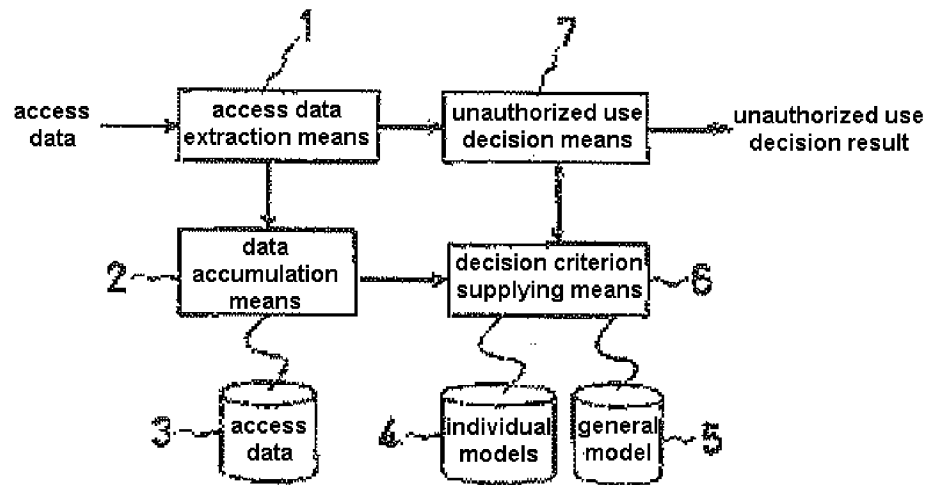 1
7
access
data
access data
extraction means
unauthorized use
decision means
unauthorized use
decision result
2
data
accumulation
means
decision criterion
supplying means
6
3
access
data
4
individual
models
general
model
5